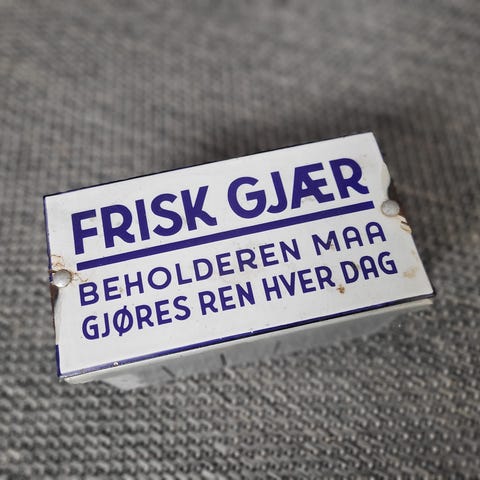 FRISK GJÆR
BEHOLDEREN MAA
GJØRES REN HVER DAG